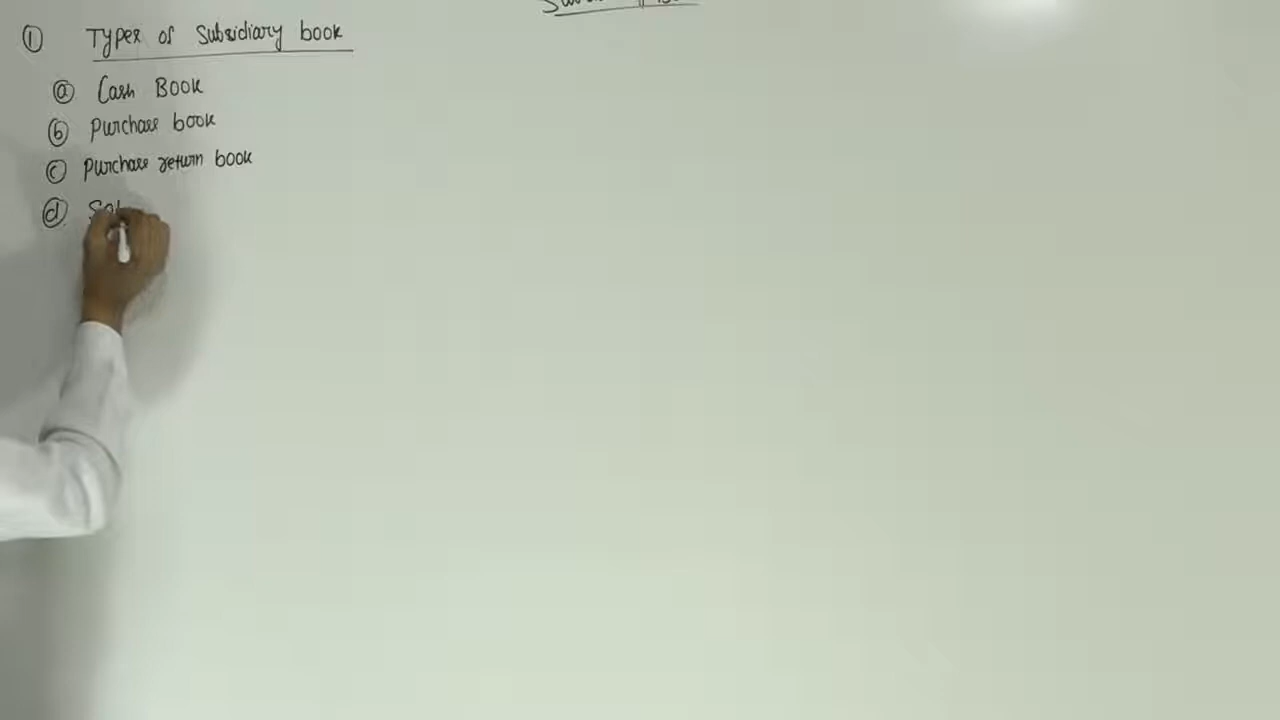 ① Types of Subsidiary book
ⓐ Cash Book
ⓑ Purchase book
ⓒ Purchase return book
ⓓ